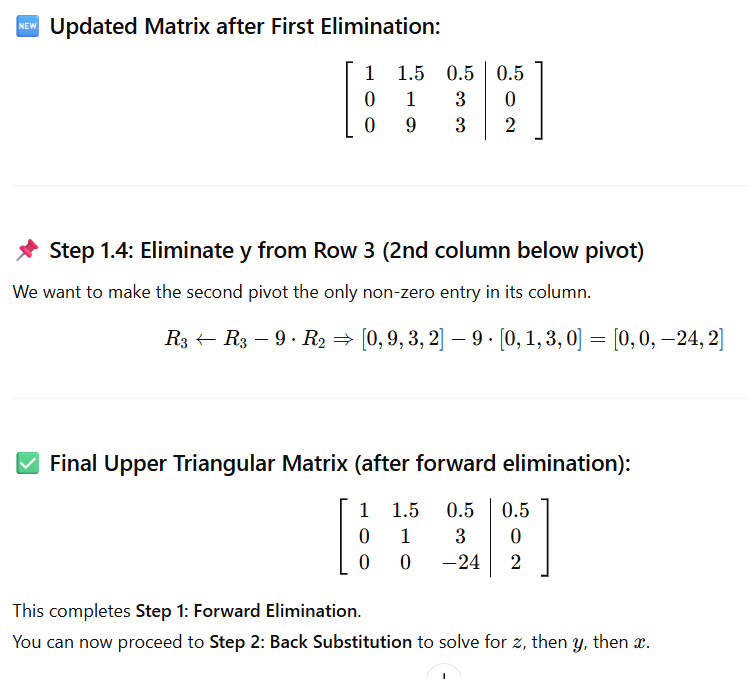 NEW Updated Matrix after First Elimination:
1 1.5 0.5 | 0.5
0 1 3 | 0
0 9 3 | 2
📌 Step 1.4: Eliminate y from Row 3 (2nd column below pivot)
We want to make the second pivot the only non-zero entry in its column.
R₃ ← R₃ − 9 · R₂ ⇒ [0, 9, 3, 2] − 9 · [0, 1, 3, 0] = [0, 0, −24, 2]
✅ Final Upper Triangular Matrix (after forward elimination):
1 1.5 0.5 | 0.5
0 1 3 | 0
0 0 −24 | 2
This completes Step 1: Forward Elimination.
You can now proceed to Step 2: Back Substitution to solve for z, then y, then x.